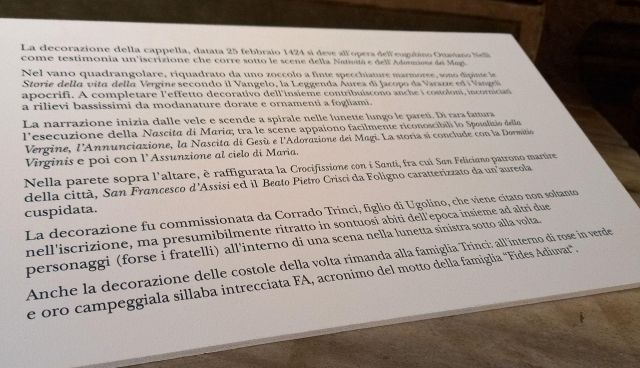 La decorazione della cappella, datata 25 febbraio 1424 si deve all'opera dell'eugubino Ottaviano Nelli
come testimonia un'iscrizione che corre sotto le scene della Natività e dell'Adorazione dei Magi.
Nel vano quadrangolare, riquadrato da uno zoccolo a finte specchiature marmoree, sono dipinte le
Storie della vita della Vergine secondo il Vangelo, la Leggenda Aurea di Jacopo da Varazze ed i Vangeli
apocrifi. A completare l'effetto decorativo dell'insieme contribuiscono anche i costoloni, incorniciati
a rilievi bassissimi da modanature dorate e ornamenti a fogliami.
La narrazione inizia dalle vele e scende a spirale nelle lunette lungo le pareti. Di rara fattura
l'esecuzione della Nascita di Maria; tra le scene appaiono facilmente riconoscibili lo Sposalizio della
Vergine, l'Annunciazione, la Nascita di Gesù e l'Adorazione dei Magi. La storia si conclude con la Dormitio
Virginis e poi con l'Assunzione al cielo di Maria.
Nella parete sopra l'altare, è raffigurata la Crocifissione con i Santi, fra cui San Feliciano patrono martire
della città, San Francesco d'Assisi ed il Beato Pietro Crisci da Foligno caratterizzato da un'aureola
cuspidata.
La decorazione fu commissionata da Corrado Trinci, figlio di Ugolino, che viene citato non soltanto
nell'iscrizione, ma presumibilmente ritratto in sontuosi abiti dell'epoca insieme ad altri due
personaggi (forse i fratelli) all'interno di una scena nella lunetta sinistra sotto alla volta.
Anche la decorazione delle costole della volta rimanda alla famiglia Trinci: all'interno di rose in verde
e oro campeggiala sillaba intrecciata FA, acronimo del motto della famiglia "Fides Adiuvat".